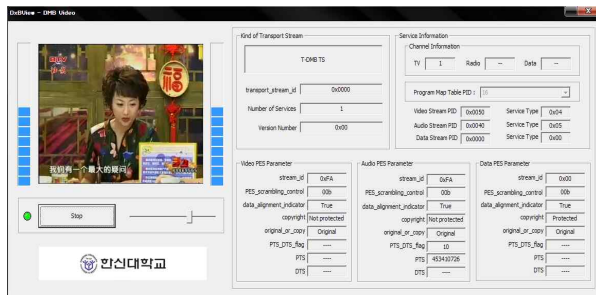 DxBView - DMB Video
我们有一个最大的疑问
福
Stop
한신대학교
Kind of Transport Stream
T-DMB TS
transport_stream_id 0x0000
Number of Services 1
Version Number 0x00
Service Information
Channel Information
TV 1 Radio -- Data --
Program Map Table PID :
Video Stream PID 0x0050 Service Type 0x04
Audio Stream PID 0x0040 Service Type 0x05
Data Stream PID 0x0000 Service Type 0x00
Video PES Parameter
stream_id 0xFA
PES_scrambling_control 00b
data_alignment_indicator True
copyright Not protected
original_or_copy Original
PTS_DTS_flag ----
PTS ----
DTS ----
Audio PES Parameter
stream_id 0xFA
PES_scrambling_control 00b
data_alignment_indicator True
copyright Not protected
original_or_copy Original
PTS_DTS_flag 10
PTS 453410726
DTS ----
Data PES Parameter
stream_id 0x00
PES_scrambling_control 00b
data_alignment_indicator True
copyright Protected
original_or_copy Original
PTS_DTS_flag ----
PTS ----
DTS ----